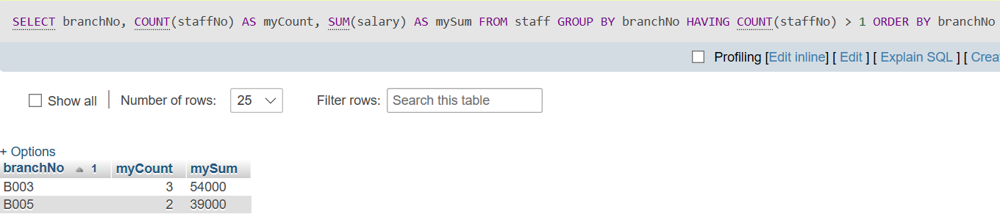 SELECT branchNo, COUNT(staffNo) AS myCount, SUM(salary) AS mySum FROM staff GROUP BY branchNo HAVING COUNT(staffNo) > 1 ORDER BY branchNo
Profiling [Edit inline] [ Edit ] [ Explain SQL ] [ Crea
Show all Number of rows: 25 Filter rows: Search this table
+ Options
branchNo 1 myCount mySum
B003 3 54000
B005 2 39000